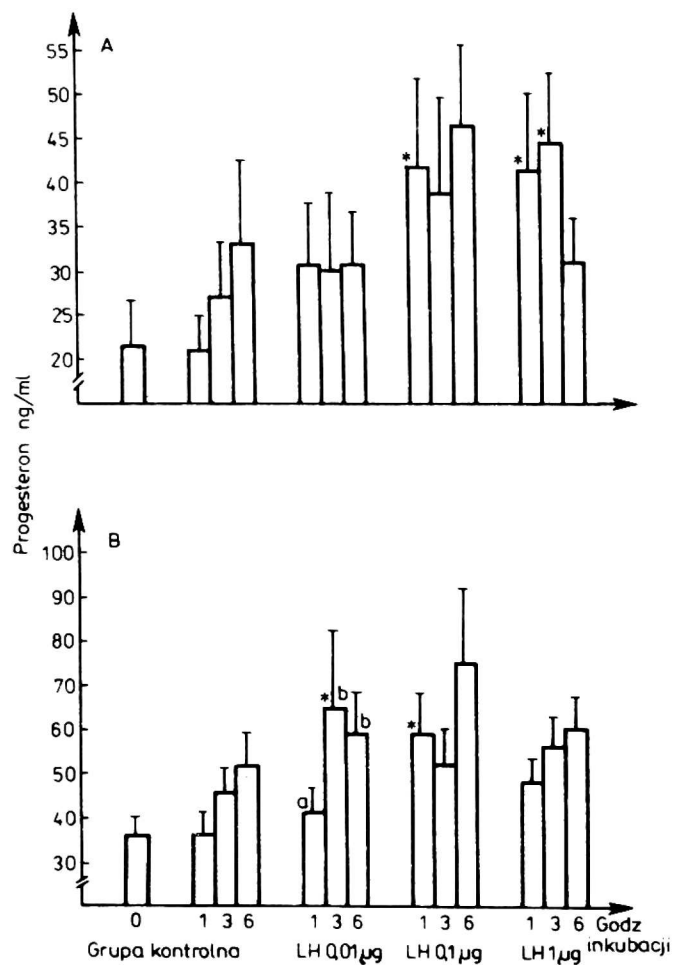 A
55
50
45
40
35
30
25
20
* * *
Progesteron ng/ml
B
100
90
80
70
60
50
40
30
a * b b *
0 1 3 6 1 3 6 1 3 6 1 3 6 Godz
inkubacji
Grupa kontrolna LH 0,01 µg LH 0,1 µg LH 1 µg